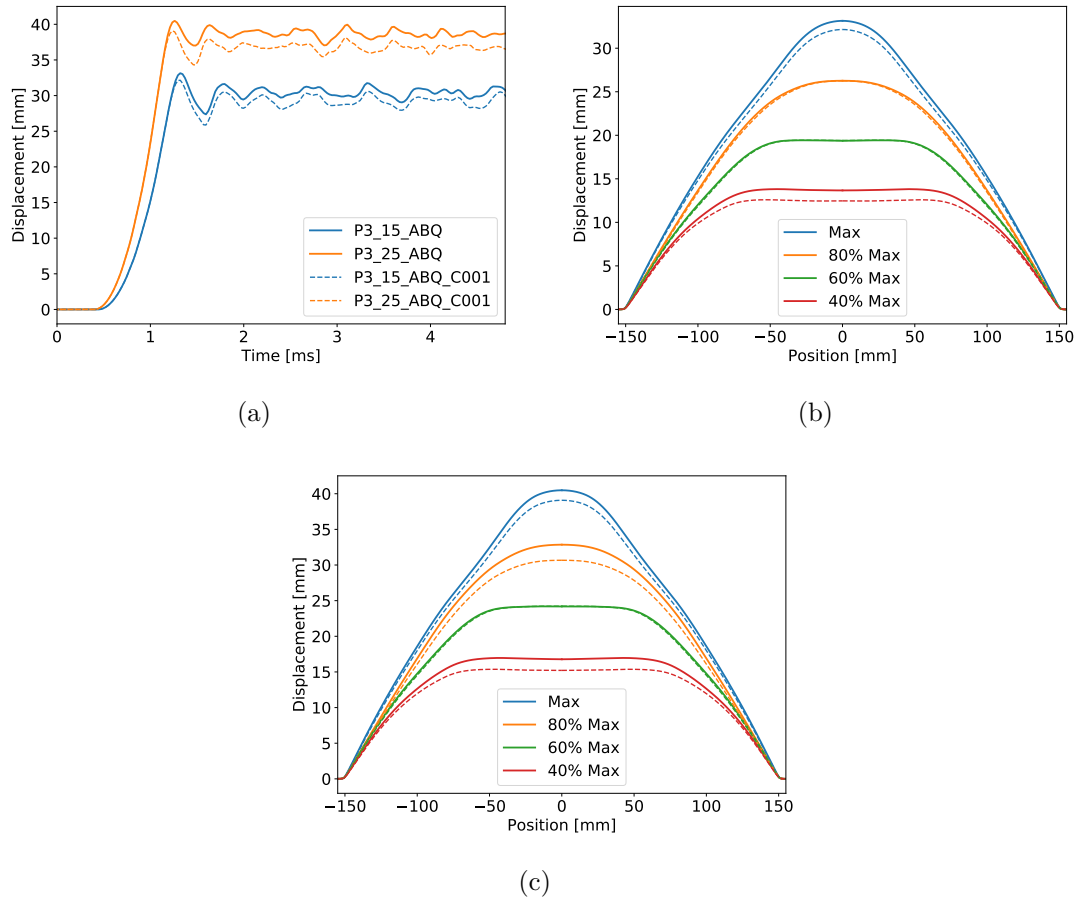 40
35
30
25
20
15
10
5
0
Displacement [mm]
0
1
2
3
4
Time [ms]
P3_15_ABQ
P3_25_ABQ
P3_15_ABQ_C001
P3_25_ABQ_C001
(a)
30
25
20
15
10
5
0
Displacement [mm]
−150
−100
−50
0
50
100
150
Position [mm]
Max
80% Max
60% Max
40% Max
(b)
40
35
30
25
20
15
10
5
0
Displacement [mm]
−150
−100
−50
0
50
100
150
Position [mm]
Max
80% Max
60% Max
40% Max
(c)